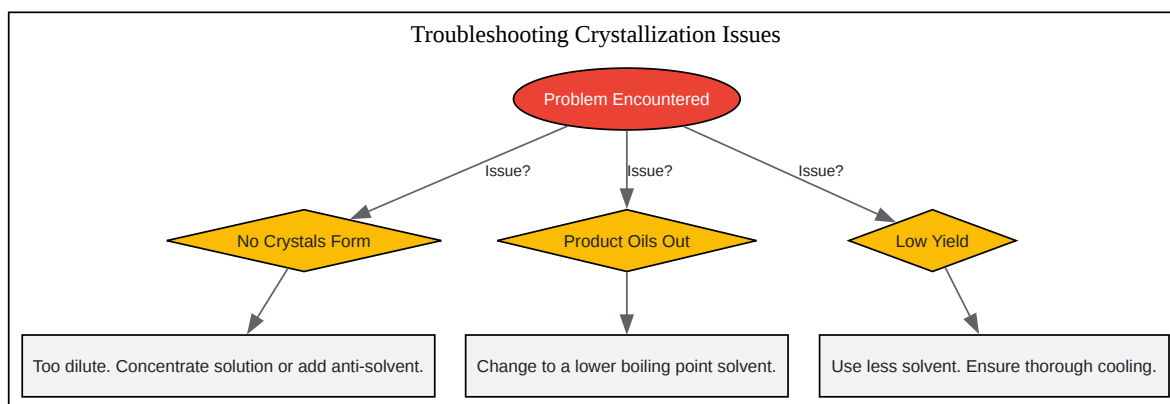 Troubleshooting Crystallization Issues
Problem Encountered
Issue?
Issue?
Issue?
No Crystals Form
Product Oils Out
Low Yield
Too dilute. Concentrate solution or add anti-solvent.
Change to a lower boiling point solvent.
Use less solvent. Ensure thorough cooling.